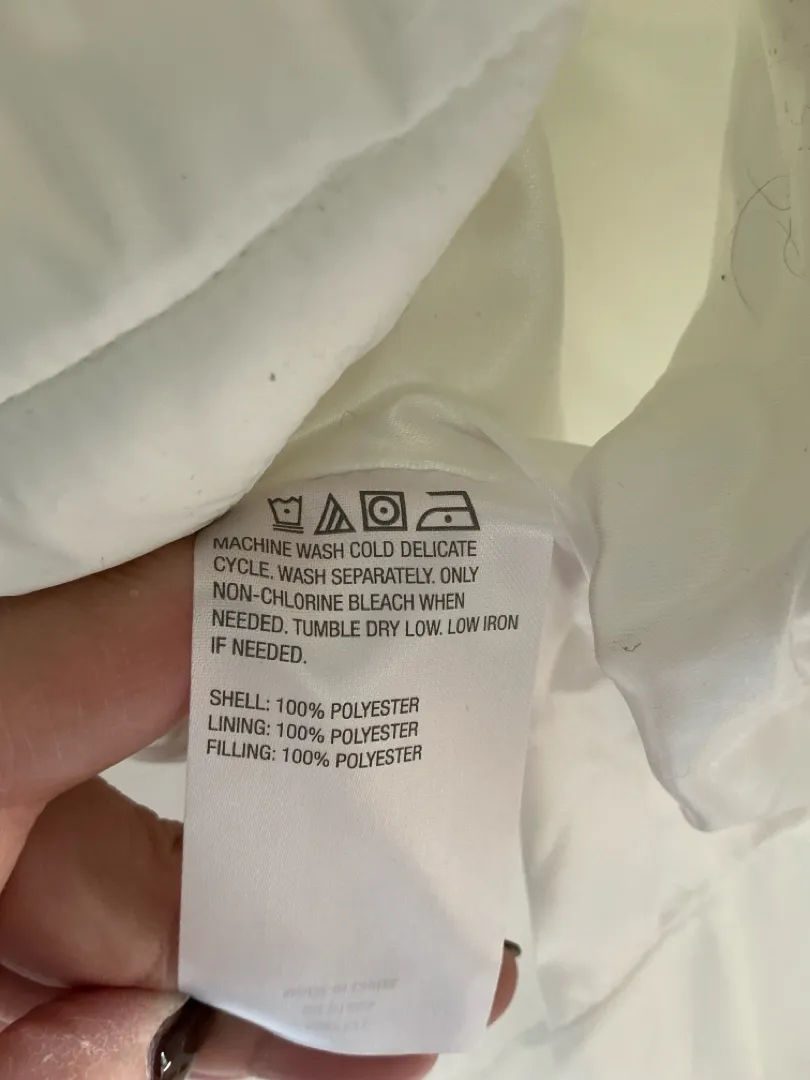 MACHINE WASH COLD DELICATE
CYCLE. WASH SEPARATELY. ONLY
NON-CHLORINE BLEACH WHEN
NEEDED. TUMBLE DRY LOW. LOW IRON
IF NEEDED.
SHELL: 100% POLYESTER
LINING: 100% POLYESTER
FILLING: 100% POLYESTER